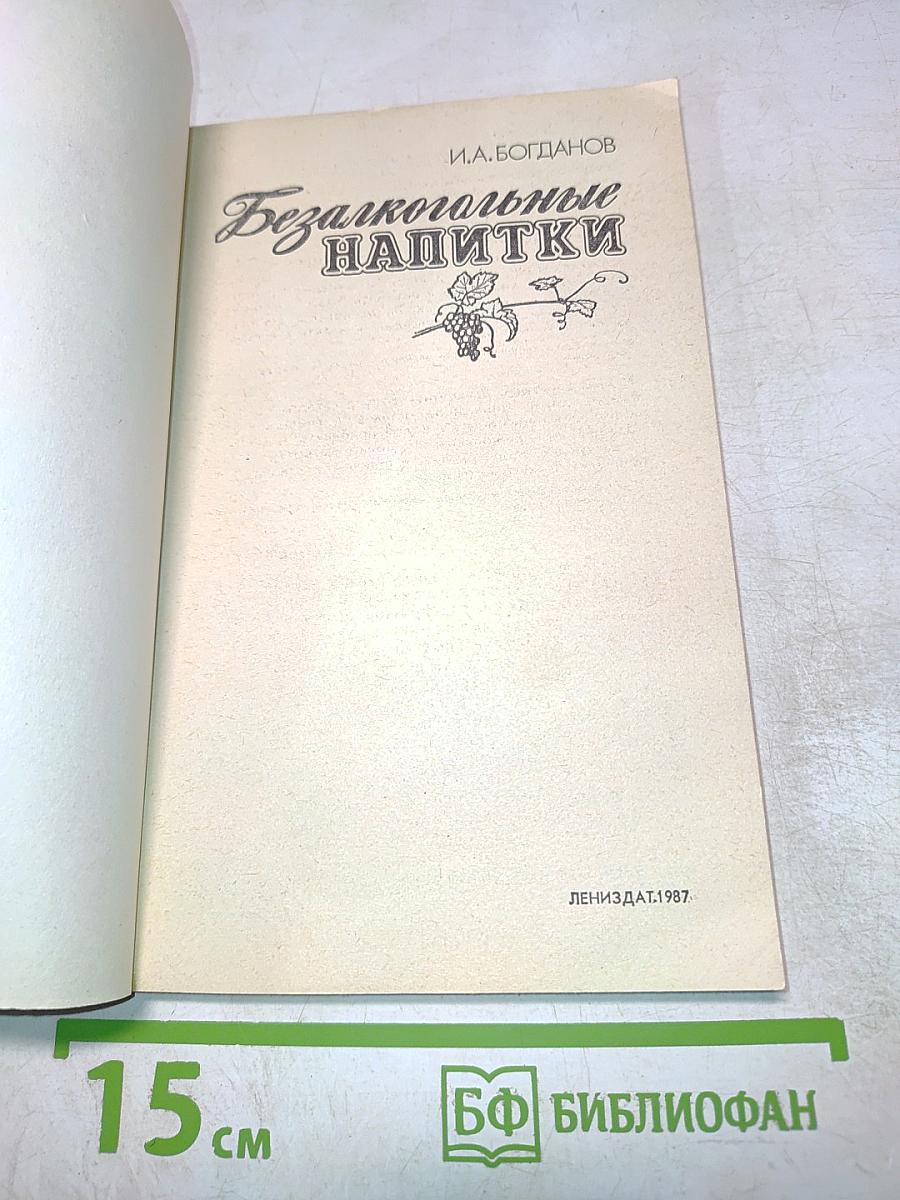 И.А.БОГДАНОВ
Безалкогольные
НАПИТКИ
ЛЕНИЗДАТ·1987
15 см
БФ БИБЛИОФАН